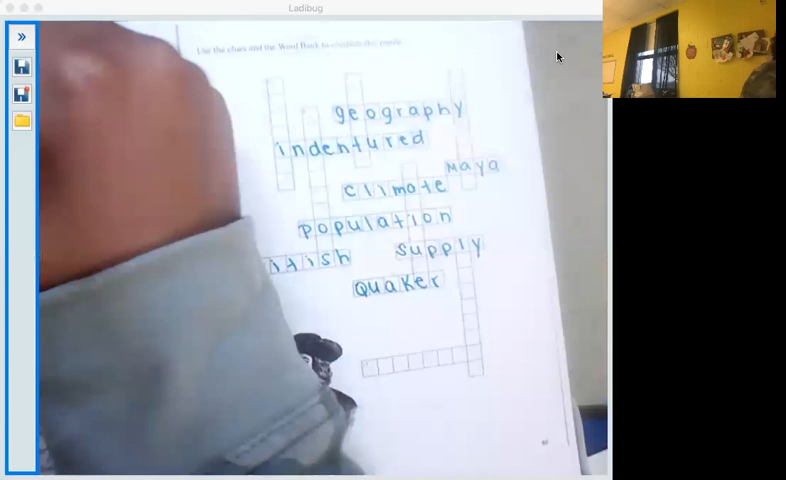 Ladibug
Use the clues and the Word Bank to complete this puzzle.
geography
indentured
Maya
climate
population
supply
itish
Quaker